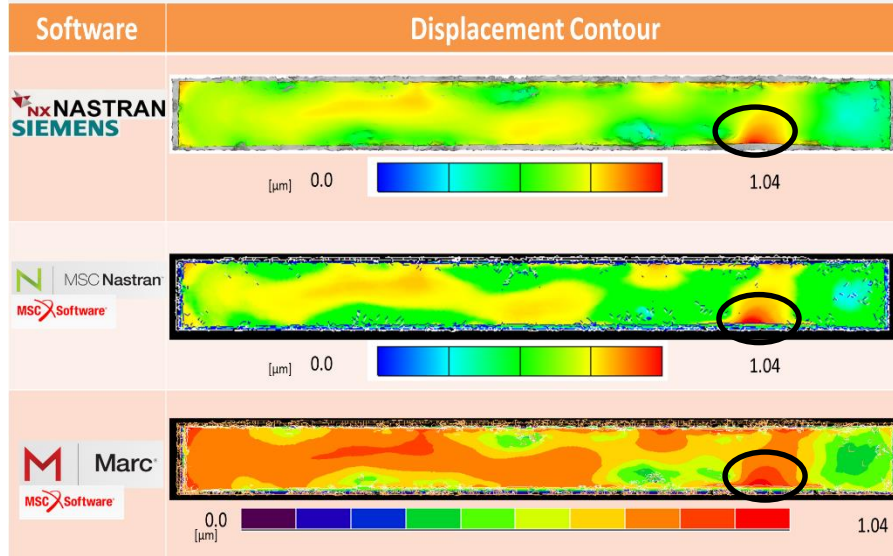 Software Displacement Contour
NX NASTRAN
SIEMENS
[µm] 0.0 1.04
N MSC Nastran
MSC Software
[µm] 0.0 1.04
M Marc
MSC Software
0.0 1.04
[µm]